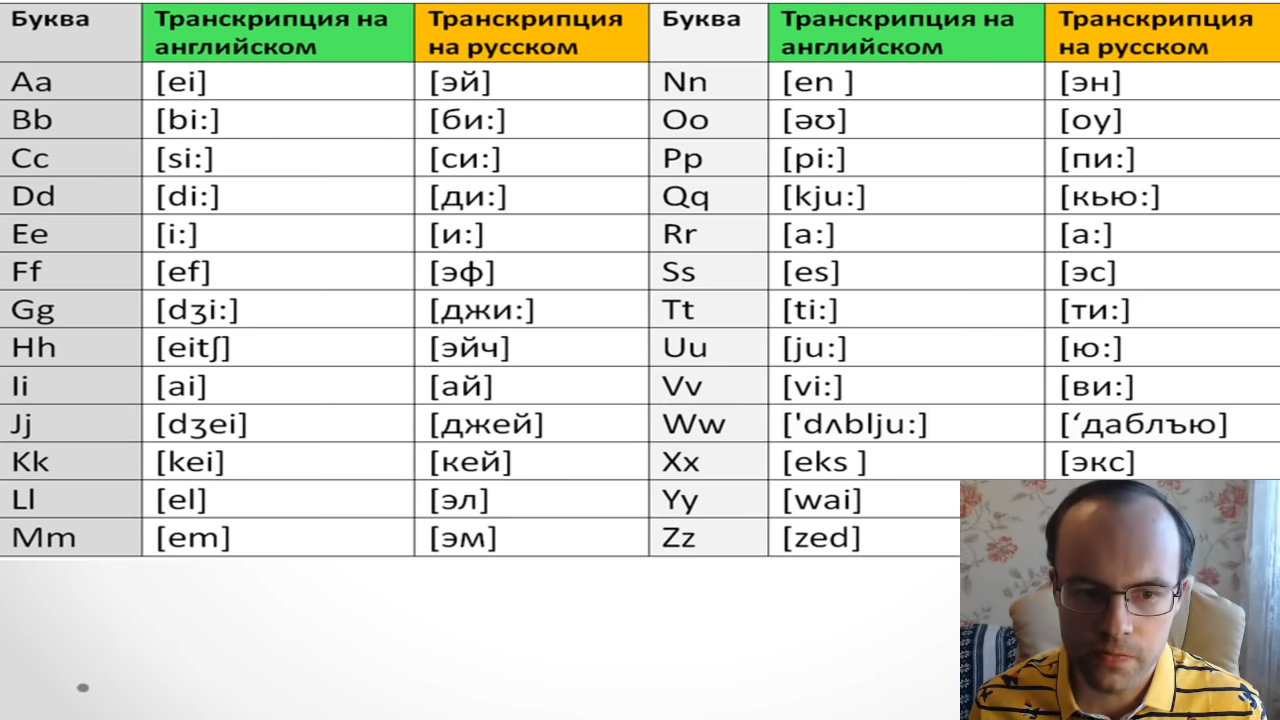 Буква Транскрипция на английском Транскрипция на русском Буква Транскрипция на английском Транскрипция на русском
Aa [ei] [эй] Nn [en ] [эн]
Bb [bi:] [би:] Oo [əʊ] [оу]
Cc [si:] [си:] Pp [pi:] [пи:]
Dd [di:] [ди:] Qq [kju:] [кью:]
Ee [i:] [и:] Rr [a:] [а:]
Ff [ef] [эф] Ss [es] [эс]
Gg [dʒi:] [джи:] Tt [ti:] [ти:]
Hh [eitʃ] [эйч] Uu [ju:] [ю:]
Ii [ai] [ай] Vv [vi:] [ви:]
Jj [dʒei] [джей] Ww ['dʌblju:] [‘даблъю]
Kk [kei] [кей] Xx [eks ] [экс]
Ll [el] [эл] Yy [wai]
Mm [em] [эм] Zz [zed]